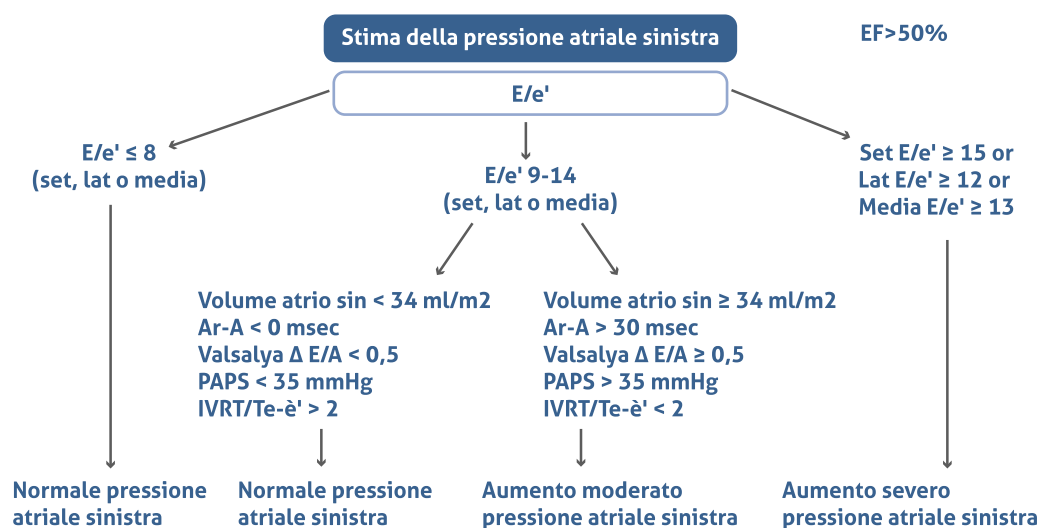 Stima della pressione atriale sinistra
EF>50%
E/e'
E/e' ≤ 8
(set, lat o media)
E/e' 9-14
(set, lat o media)
Set E/e' ≥ 15 or
Lat E/e' ≥ 12 or
Media E/e' ≥ 13
Volume atrio sin < 34 ml/m2
Ar-A < 0 msec
Valsalya Δ E/A < 0,5
PAPS < 35 mmHg
IVRT/Te-è' > 2
Volume atrio sin ≥ 34 ml/m2
Ar-A > 30 msec
Valsalya Δ E/A ≥ 0,5
PAPS > 35 mmHg
IVRT/Te-è' < 2
Normale pressione
atriale sinistra
Normale pressione
atriale sinistra
Aumento moderato
pressione atriale sinistra
Aumento severo
pressione atriale sinistra